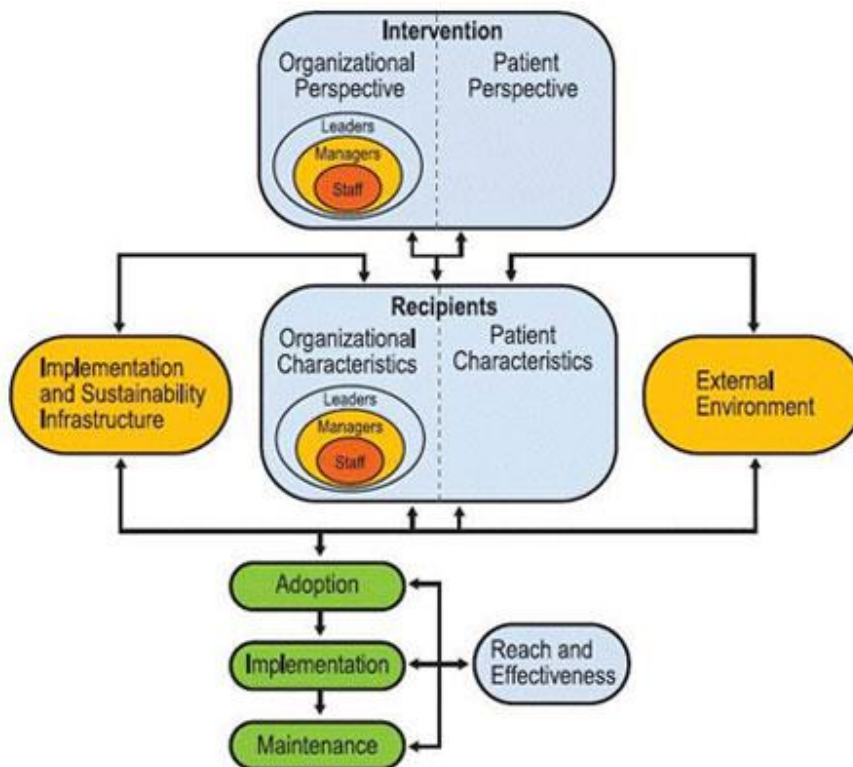 Intervention
Organizational
Perspective
Patient
Perspective
Leaders
Managers
Staff
Recipients
Organizational
Characteristics
Patient
Characteristics
Leaders
Managers
Staff
Implementation
and Sustainability
Infrastructure
External
Environment
Adoption
Implementation
Maintenance
Reach and
Effectiveness